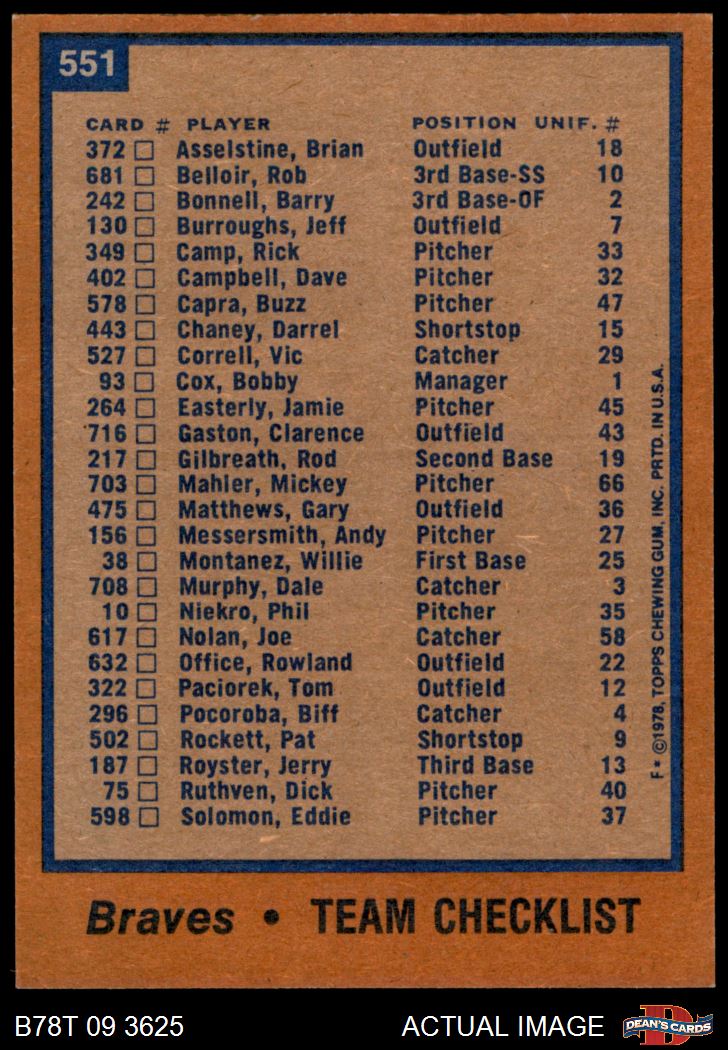 551
CARD # PLAYER POSITION UNIF. #
372 Asselstine, Brian Outfield 18
681 Belloir, Rob 3rd Base-SS 10
242 Bonnell, Barry 3rd Base-OF 2
130 Burroughs, Jeff Outfield 7
349 Camp, Rick Pitcher 33
402 Campbell, Dave Pitcher 32
578 Capra, Buzz Pitcher 47
443 Chaney, Darrel Shortstop 15
527 Correll, Vic Catcher 29
93 Cox, Bobby Manager 1
264 Easterly, Jamie Pitcher 45
716 Gaston, Clarence Outfield 43
217 Gilbreath, Rod Second Base 19
703 Mahler, Mickey Pitcher 66
475 Matthews, Gary Outfield 36
156 Messersmith, Andy Pitcher 27
38 Montanez, Willie First Base 25
708 Murphy, Dale Catcher 3
10 Niekro, Phil Pitcher 35
617 Nolan, Joe Catcher 58
632 Office, Rowland Outfield 22
322 Paciorek, Tom Outfield 12
296 Pocoroba, Biff Catcher 4
502 Rockett, Pat Shortstop 9
187 Royster, Jerry Third Base 13
75 Ruthven, Dick Pitcher 40
598 Solomon, Eddie Pitcher 37
F* ©1978, TOPPS CHEWING GUM, INC. PRTD. IN U.S.A.
Braves • TEAM CHECKLIST
B78T 09 3625 ACTUAL IMAGE
D
DEAN'S CARDS